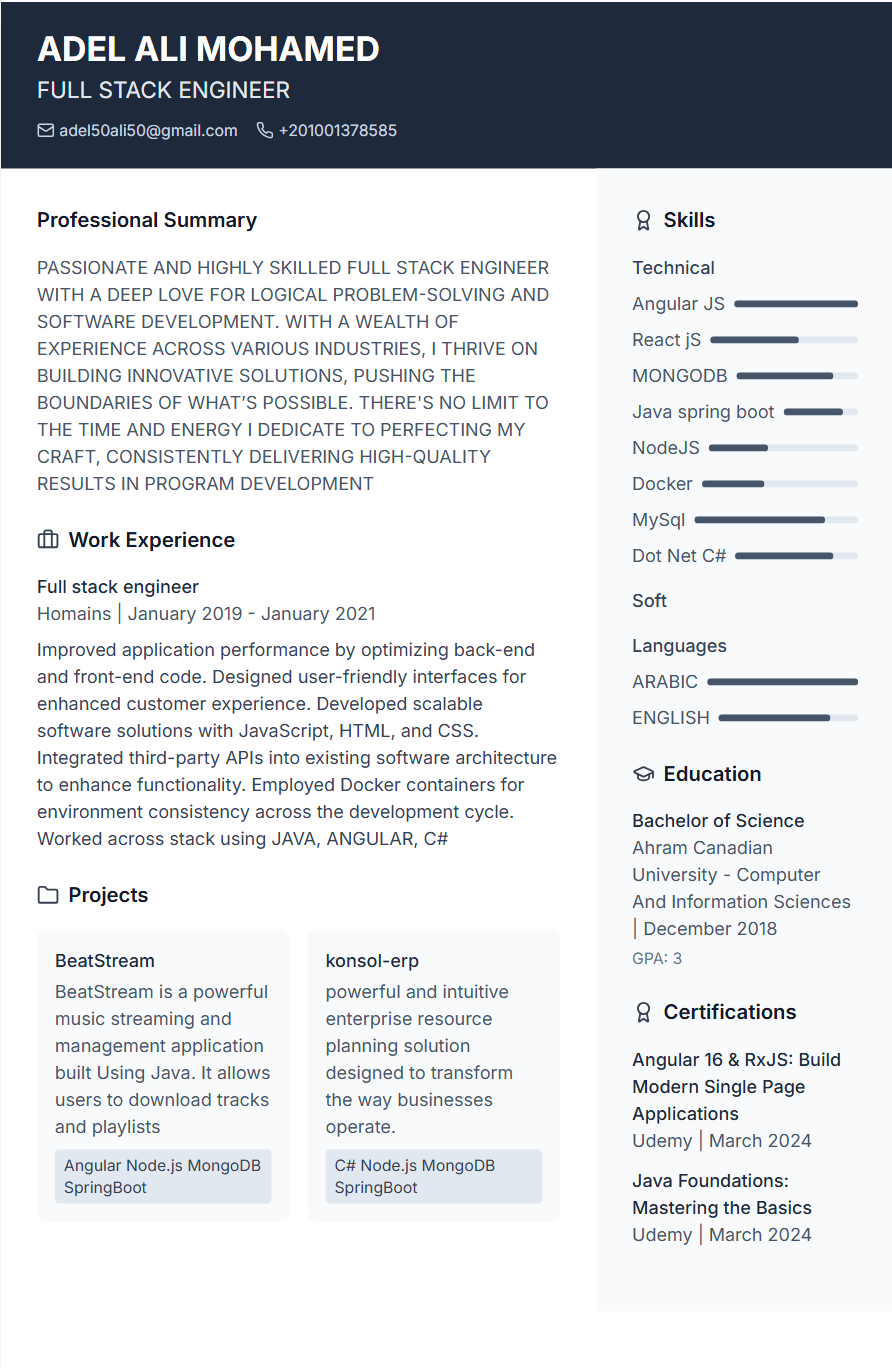 ADEL ALI MOHAMED
FULL STACK ENGINEER
adel50ali50@gmail.com +201001378585
Professional Summary
PASSIONATE AND HIGHLY SKILLED FULL STACK ENGINEER
WITH A DEEP LOVE FOR LOGICAL PROBLEM-SOLVING AND
SOFTWARE DEVELOPMENT. WITH A WEALTH OF
EXPERIENCE ACROSS VARIOUS INDUSTRIES, I THRIVE ON
BUILDING INNOVATIVE SOLUTIONS, PUSHING THE
BOUNDARIES OF WHAT’S POSSIBLE. THERE'S NO LIMIT TO
THE TIME AND ENERGY I DEDICATE TO PERFECTING MY
CRAFT, CONSISTENTLY DELIVERING HIGH-QUALITY
RESULTS IN PROGRAM DEVELOPMENT
Work Experience
Full stack engineer
Homains | January 2019 - January 2021
Improved application performance by optimizing back-end
and front-end code. Designed user-friendly interfaces for
enhanced customer experience. Developed scalable
software solutions with JavaScript, HTML, and CSS.
Integrated third-party APIs into existing software architecture
to enhance functionality. Employed Docker containers for
environment consistency across the development cycle.
Worked across stack using JAVA, ANGULAR, C#
Projects
BeatStream
BeatStream is a powerful
music streaming and
management application
built Using Java. It allows
users to download tracks
and playlists
Angular Node.js MongoDB
SpringBoot
konsol-erp
powerful and intuitive
enterprise resource
planning solution
designed to transform
the way businesses
operate.
C# Node.js MongoDB
SpringBoot
Skills
Technical
Angular JS
React jS
MONGODB
Java spring boot
NodeJS
Docker
MySql
Dot Net C#
Soft
Languages
ARABIC
ENGLISH
Education
Bachelor of Science
Ahram Canadian
University - Computer
And Information Sciences
| December 2018
GPA: 3
Certifications
Angular 16 & RxJS: Build
Modern Single Page
Applications
Udemy | March 2024
Java Foundations:
Mastering the Basics
Udemy | March 2024